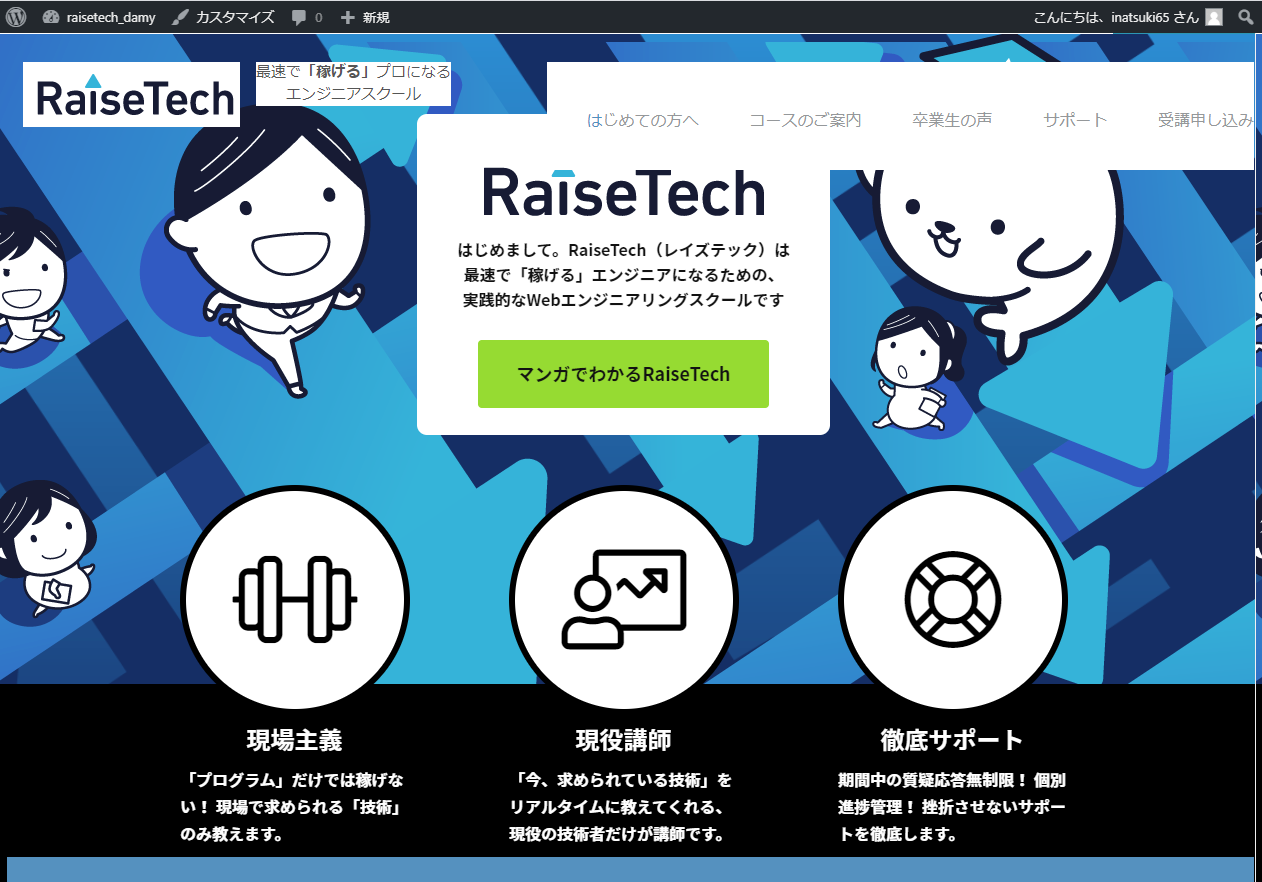 raisetech_damy カスタマイズ 0 新規 こんにちは、inatsuki65 さん
RaiseTech
最速で「稼げる」プロになる
エンジニアスクール
はじめての方へ コースのご案内 卒業生の声 サポート 受講申し込み
RaiseTech
はじめまして。RaiseTech（レイズテック）は
最速で「稼げる」エンジニアになるための、
実践的なWebエンジニアリングスクールです
マンガでわかるRaiseTech
現場主義
「プログラム」だけでは稼げな
い！ 現場で求められる「技術」
のみ教えます。
現役講師
「今、求められている技術」を
リアルタイムに教えてくれる、
現役の技術者だけが講師です。
徹底サポート
期間中の質疑応答無制限！ 個別
進捗管理！ 挫折させないサポー
トを徹底します。